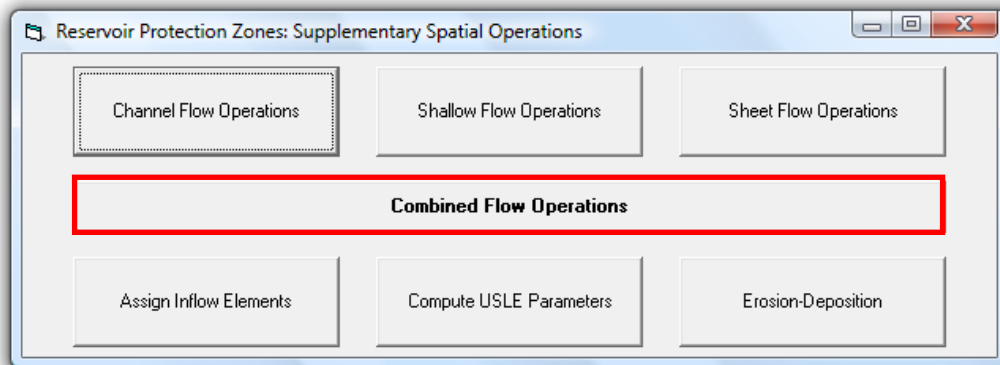 Reservoir Protection Zones: Supplementary Spatial Operations
Channel Flow Operations
Shallow Flow Operations
Sheet Flow Operations
Combined Flow Operations
Assign Inflow Elements
Compute USLE Parameters
Erosion-Deposition